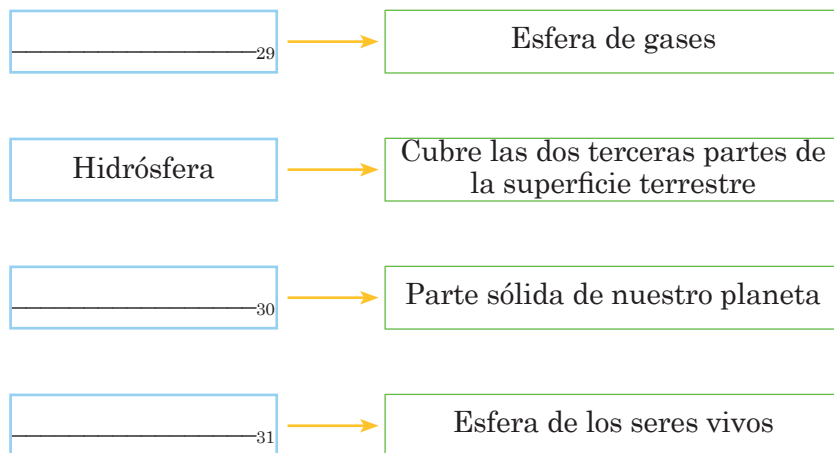 29
Esfera de gases
Hidrósfera
Cubre las dos terceras partes de
la superficie terrestre
30
Parte sólida de nuestro planeta
31
Esfera de los seres vivos